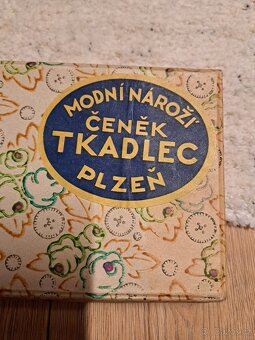 MODNÍ NÁROŽÍ
ČENĚK
TKADLEC
PLZEŇ